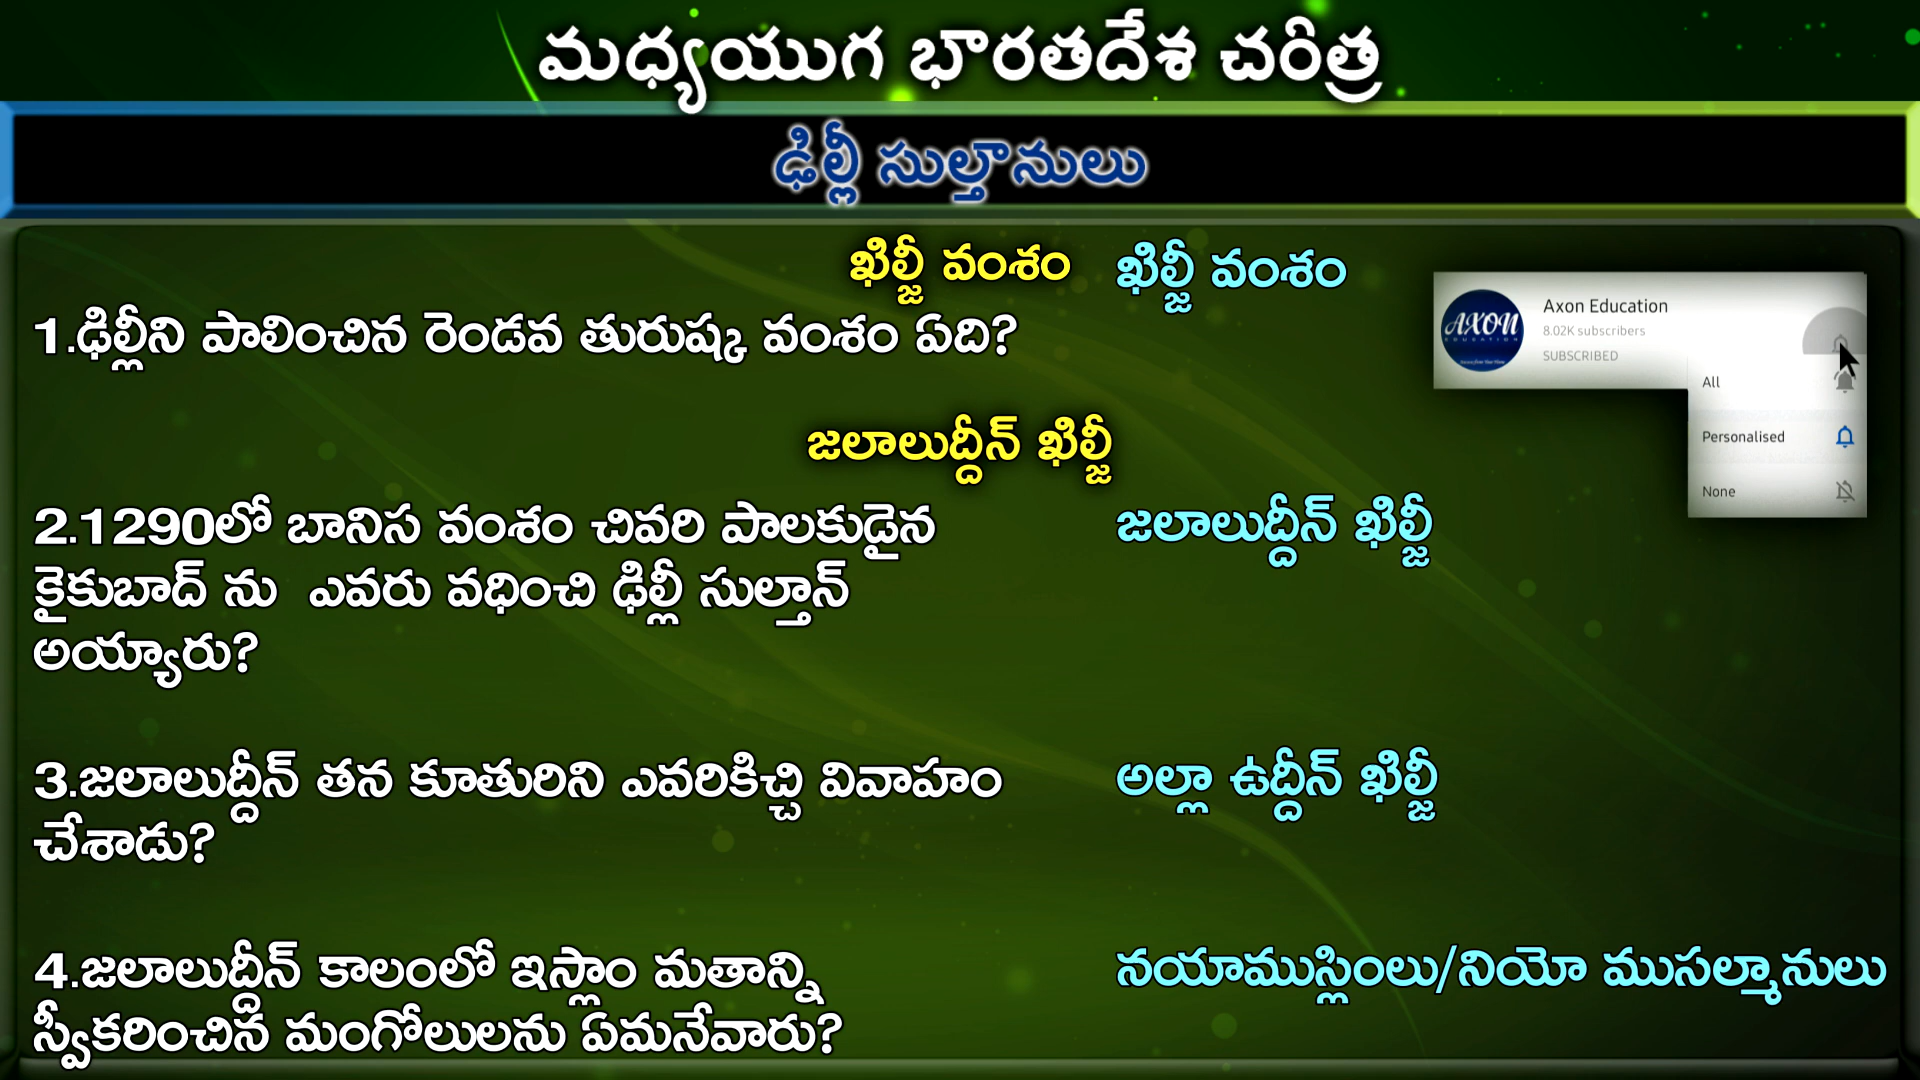 మధ్యయుగ భారతదేశ చరిత్ర
ఢిల్లీ సుల్తానులు
ఖిల్జీ వంశం
ఖిల్జీ వంశం
1.ఢిల్లీని పాలించిన రెండవ తురుష్క వంశం ఏది?
AXON
EDUCATION
Axon Education
8.02K subscribers
SUBSCRIBED
All
Personalised
None
జలాలుద్దీన్ ఖిల్జీ
2.1290లో బానిస వంశం చివరి పాలకుడైన
కైకుబాద్ ను ఎవరు వధించి ఢిల్లీ సుల్తాన్
అయ్యారు?
జలాలుద్దీన్ ఖిల్జీ
3.జలాలుద్దీన్ తన కూతురిని ఎవరికిచ్చి వివాహం
చేశాడు?
అల్లా ఉద్దీన్ ఖిల్జీ
4.జలాలుద్దీన్ కాలంలో ఇస్లాం మతాన్ని
స్వీకరించిన మంగోలులను ఏమనేవారు?
నయాముస్లింలు/నియో ముసల్మానులు